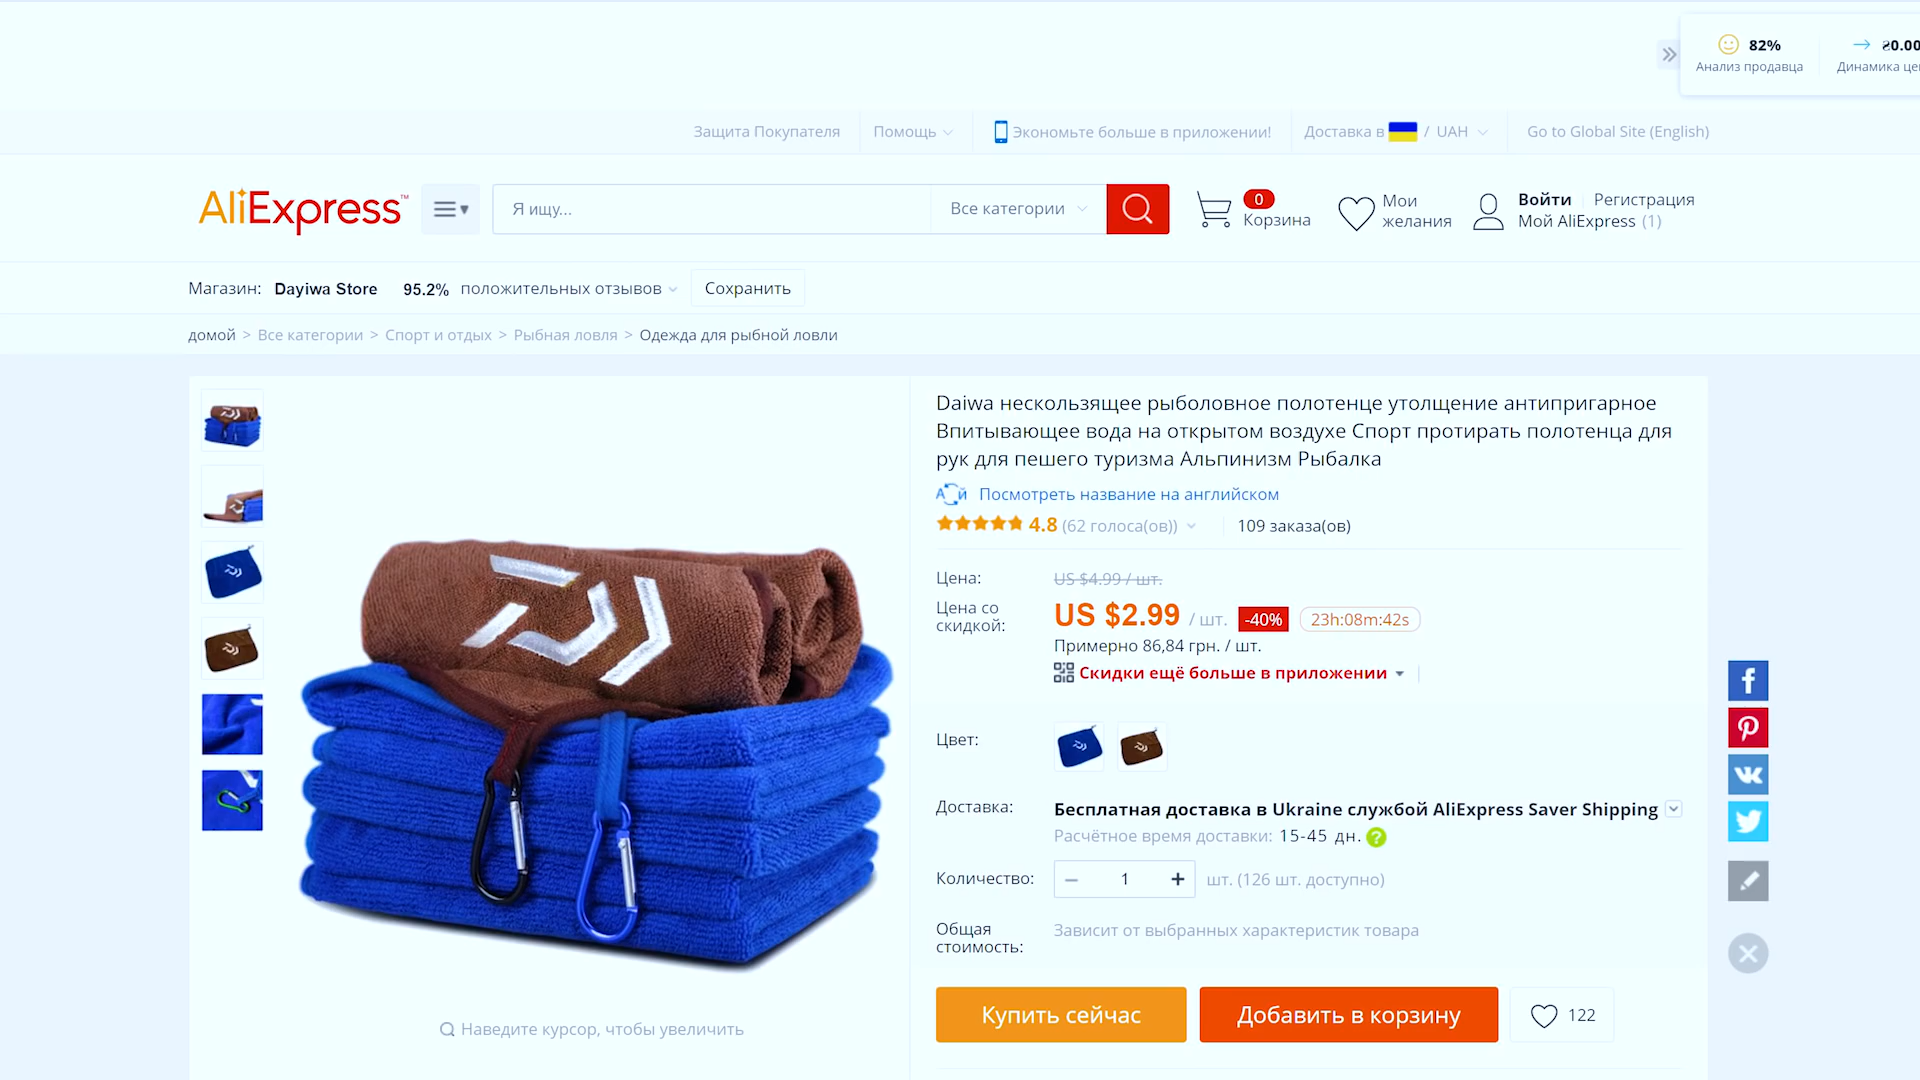 82%
₴0.00
Анализ продавца
Динамика це
Защита Покупателя
Помощь
Экономьте больше в приложении!
Доставка в / UAH
Go to Global Site (English)
AliExpress™
Я ищу...
Все категории
0
Корзина
Мои
желания
Войти
Регистрация
Мой AliExpress (1)
Магазин: Dayiwa Store 95.2% положительных отзывов
Сохранить
домой > Все категории > Спорт и отдых > Рыбная ловля > Одежда для рыбной ловли
Daiwa нескользящее рыболовное полотенце утолщение антипригарное
Впитывающее вода на открытом воздухе Спорт протирать полотенца для
рук для пешего туризма Альпинизм Рыбалка
Посмотреть название на английском
4.8 (62 голоса(ов)) 109 заказа(ов)
Цена: US $4.99 / шт.
Цена со
скидкой:
US $2.99 / шт. -40% 23h:08m:42s
Примерно 86,84 грн. / шт.
Скидки ещё больше в приложении
Цвет:
Доставка: Бесплатная доставка в Ukraine службой AliExpress Saver Shipping
Расчётное время доставки: 15-45 дн. ?
Количество: − 1 + шт. (126 шт. доступно)
Общая
стоимость:
Зависит от выбранных характеристик товара
Купить сейчас
Добавить в корзину
122
Наведите курсор, чтобы увеличить